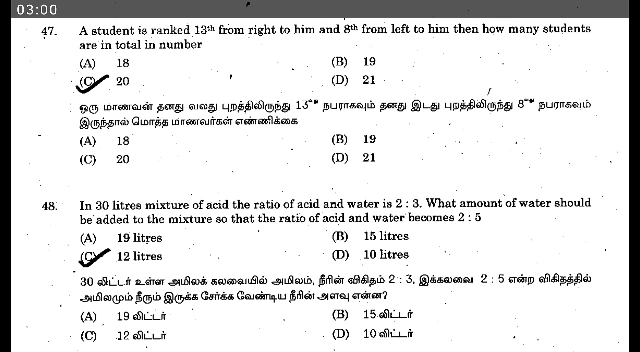 03:00
47. A student is ranked 13th from right to him and 8th from left to him then how many students
are in total in number
(A) 18 (B) 19
(C) 20 (D) 21
ஒரு மாணவன் தனது வலது புறத்திலிருந்து 13வது நபராகவும் தனது இடது புறத்திலிருந்து 8வது நபராகவும்
இருந்தால் மொத்த மாணவர்கள் எண்ணிக்கை
(A) 18 (B) 19
(C) 20 (D) 21
48. In 30 litres mixture of acid the ratio of acid and water is 2 : 3. What amount of water should
be added to the mixture so that the ratio of acid and water becomes 2 : 5
(A) 19 litres (B) 15 litres
(C) 12 litres (D) 10 litres
30 லிட்டர் உள்ள அமிலக் கலவையில் அமிலம், நீரின் விகிதம் 2 : 3, இக்கலவை 2 : 5 என்ற விகிதத்தில்
அமிலமும் நீரும் இருக்க சேர்க்க வேண்டிய நீரின் அளவு என்ன?
(A) 19 லிட்டர் (B) 15 லிட்டர்
(C) 12 லிட்டர் (D) 10 லிட்டர்